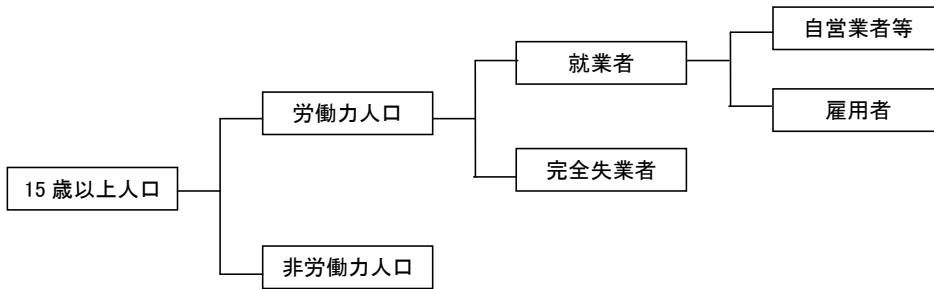 自営業者等
就業者
雇用者
労働力人口
完全失業者
15 歳以上人口
非労働力人口